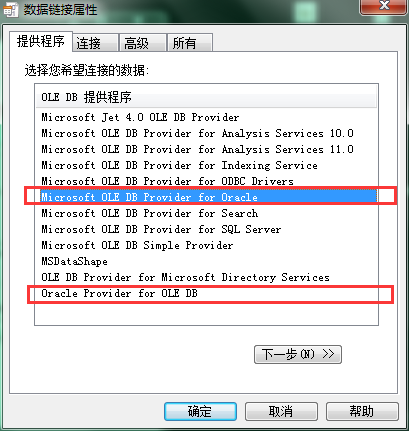 数据链接属性
提供程序 连接 高级 所有
选择您希望连接的数据:
OLE DB 提供程序
Microsoft Jet 4.0 OLE DB Provider
Microsoft OLE DB Provider for Analysis Services 10.0
Microsoft OLE DB Provider for Analysis Services 11.0
Microsoft OLE DB Provider for Indexing Service
Microsoft OLE DB Provider for ODBC Drivers
Microsoft OLE DB Provider for Oracle
Microsoft OLE DB Provider for Search
Microsoft OLE DB Provider for SQL Server
Microsoft OLE DB Simple Provider
MSDataShape
OLE DB Provider for Microsoft Directory Services
Oracle Provider for OLE DB
下一步(N) >>
确定 取消 帮助